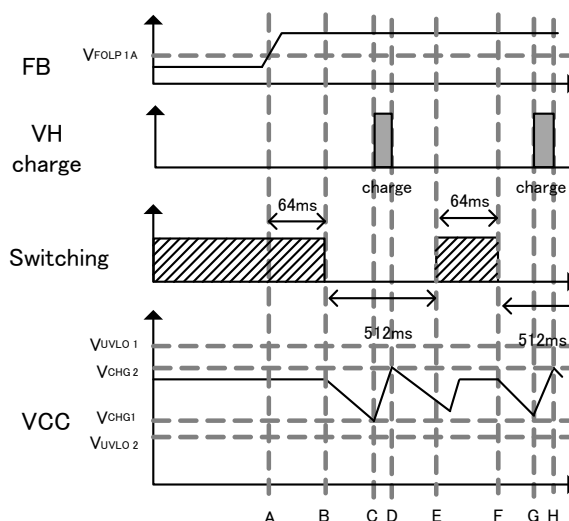 VFOLP1A
FB
VH
charge
charge
charge
64ms
64ms
Switching
512ms
512ms
VUVLO1
VCHG2
VCC
VCHG1
VUVLO2
A B C D E F G H